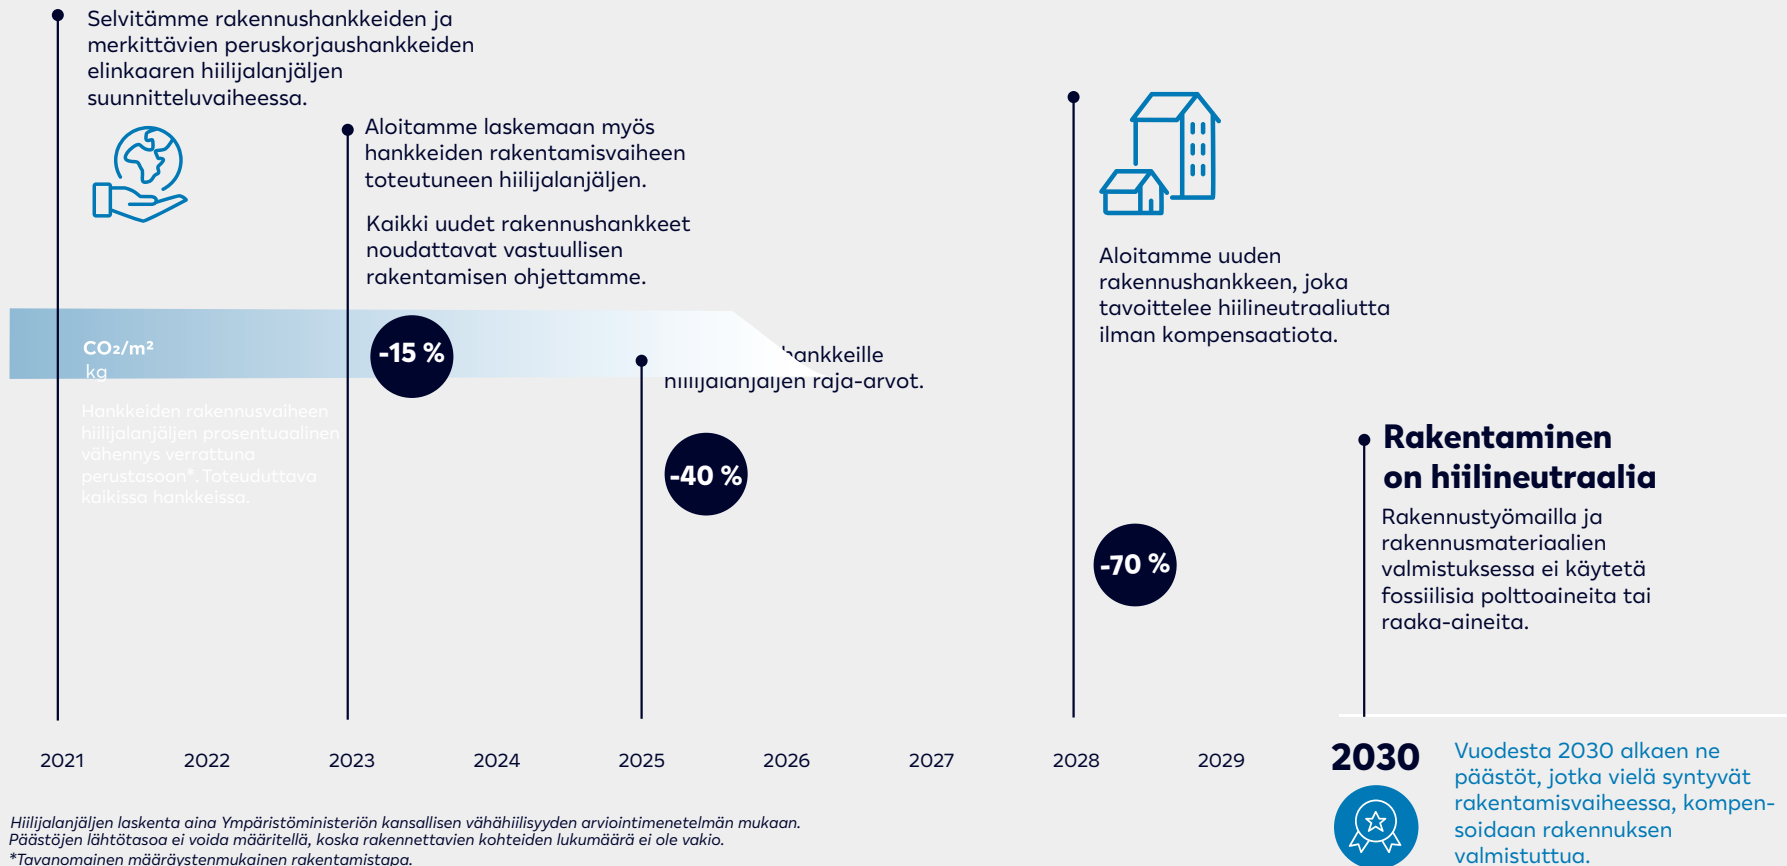 Selvitämme rakennushankkeiden ja
merkittävien peruskorjaushankkeiden
elinkaaren hiilijalanjäljen
suunnitteluvaiheessa.
Aloitamme laskemaan myös
hankkeiden rakentamisvaiheen
toteutuneen hiilijalanjäljen.
Kaikki uudet rakennushankkeet
noudattavat vastuullisen
rakentamisen ohjettamme.
CO₂/m²
kg
Hankkeiden rakennusvaiheen
hiilijalanjäljen prosentuaalinen
vähennys verrattuna
perustasoon*. Toteuduttava
kaikissa hankkeissa.
-15 %
hankkeille
hiilijalanjäljen raja-arvot.
-40 %
Aloitamme uuden
rakennushankkeen, joka
tavoittelee hiilineutraaliutta
ilman kompensaatiota.
-70 %
Rakentaminen
on hiilineutraalia
Rakennustyömailla ja
rakennusmateriaalien
valmistuksessa ei käytetä
fossiilisia polttoaineita tai
raaka-aineita.
2021 2022 2023 2024 2025 2026 2027 2028 2029 2030
Vuodesta 2030 alkaen ne
päästöt, jotka vielä syntyvät
rakentamisvaiheessa, kompen-
soidaan rakennuksen
valmistuttua.
Hiilijalanjäljen laskenta aina Ympäristöministeriön kansallisen vähähiilisyyden arviointimenetelmän mukaan.
Päästöjen lähtötasoa ei voida määritellä, koska rakennettavien kohteiden lukumäärä ei ole vakio.
*Tavanomainen määräystenmukainen rakentamistapa.